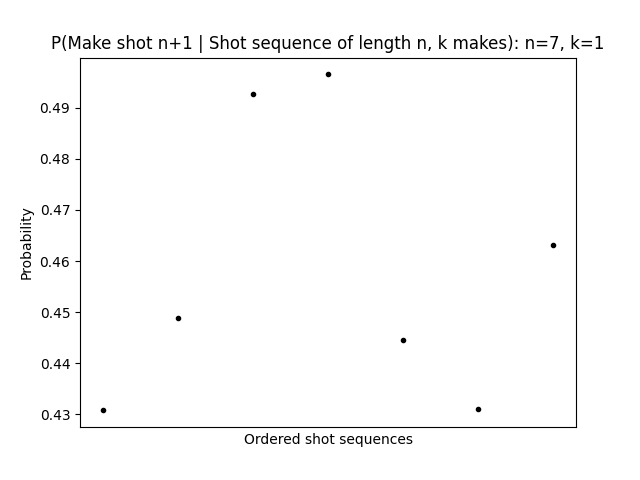 P(Make shot n+1 | Shot sequence of length n, k makes): n=7, k=1
0.49
0.48
0.47
0.46
0.45
0.44
0.43
Probability
Ordered shot sequences